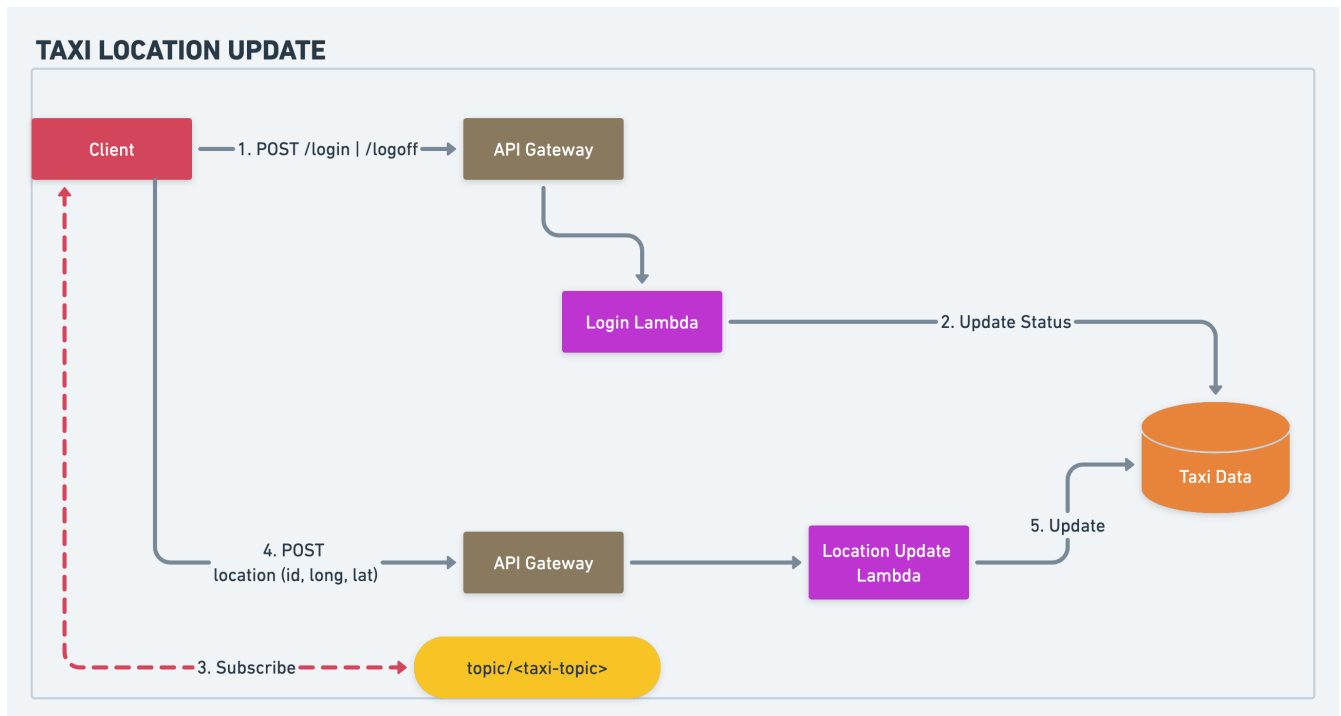 TAXI LOCATION UPDATE
Client
1. POST /login | /logoff
API Gateway
Login Lambda
2. Update Status
Taxi Data
5. Update
4. POST
location (id, long, lat)
API Gateway
Location Update
Lambda
3. Subscribe
topic/<taxi-topic>